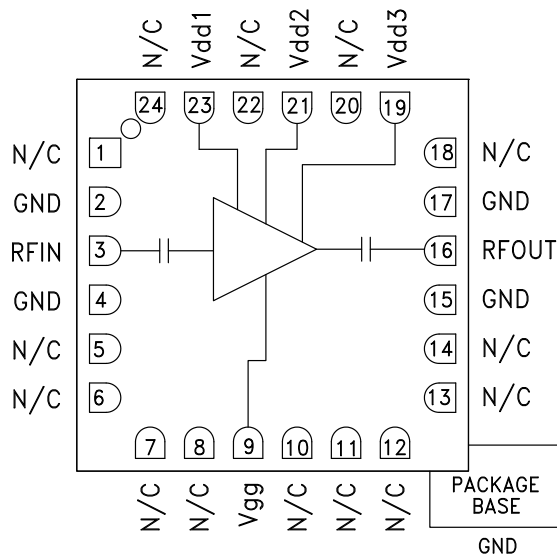 N/C
Vdd1
N/C
Vdd2
N/C
Vdd3
24
23
22
21
20
19
N/C 1
GND 2
RFIN 3
GND 4
N/C 5
N/C 6
18 N/C
17 GND
16 RFOUT
15 GND
14 N/C
13 N/C
7
8
9
10
11
12
N/C
N/C
Vgg
N/C
N/C
N/C
PACKAGE
BASE
GND